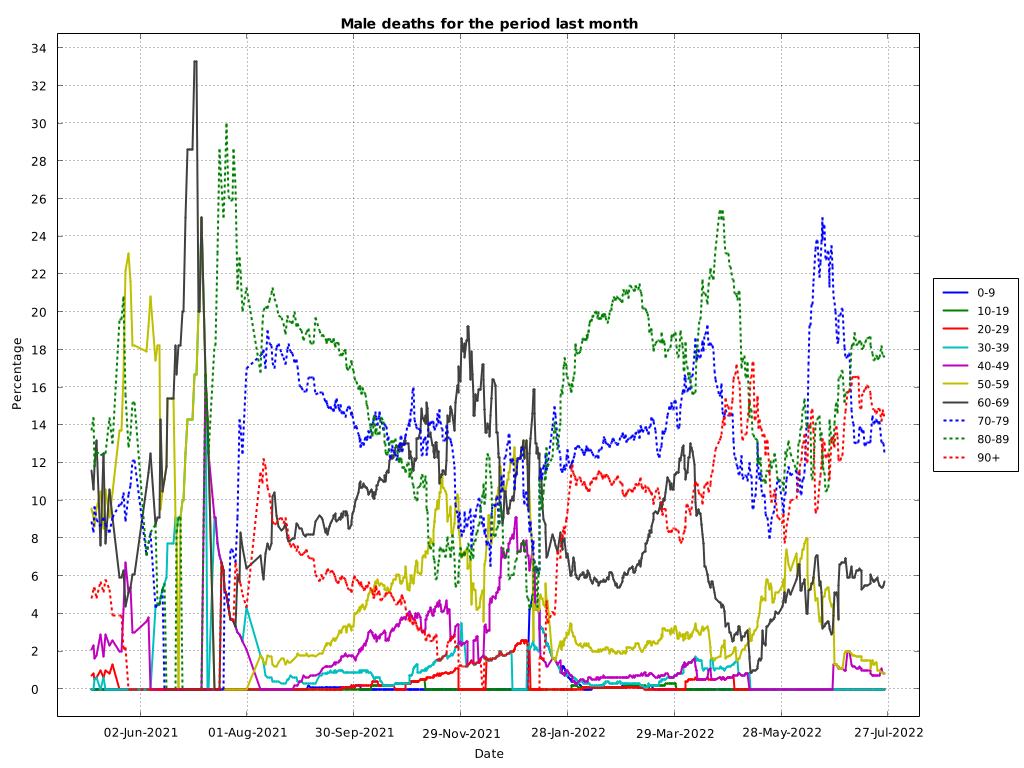 Male deaths for the period last month
34
32
30
28
26
24
22
20
18
16
14
12
10
8
6
4
2
0
Percentage
02-Jun-2021
01-Aug-2021
30-Sep-2021
29-Nov-2021
28-Jan-2022
29-Mar-2022
28-May-2022
27-Jul-2022
Date
0-9
10-19
20-29
30-39
40-49
50-59
60-69
70-79
80-89
90+